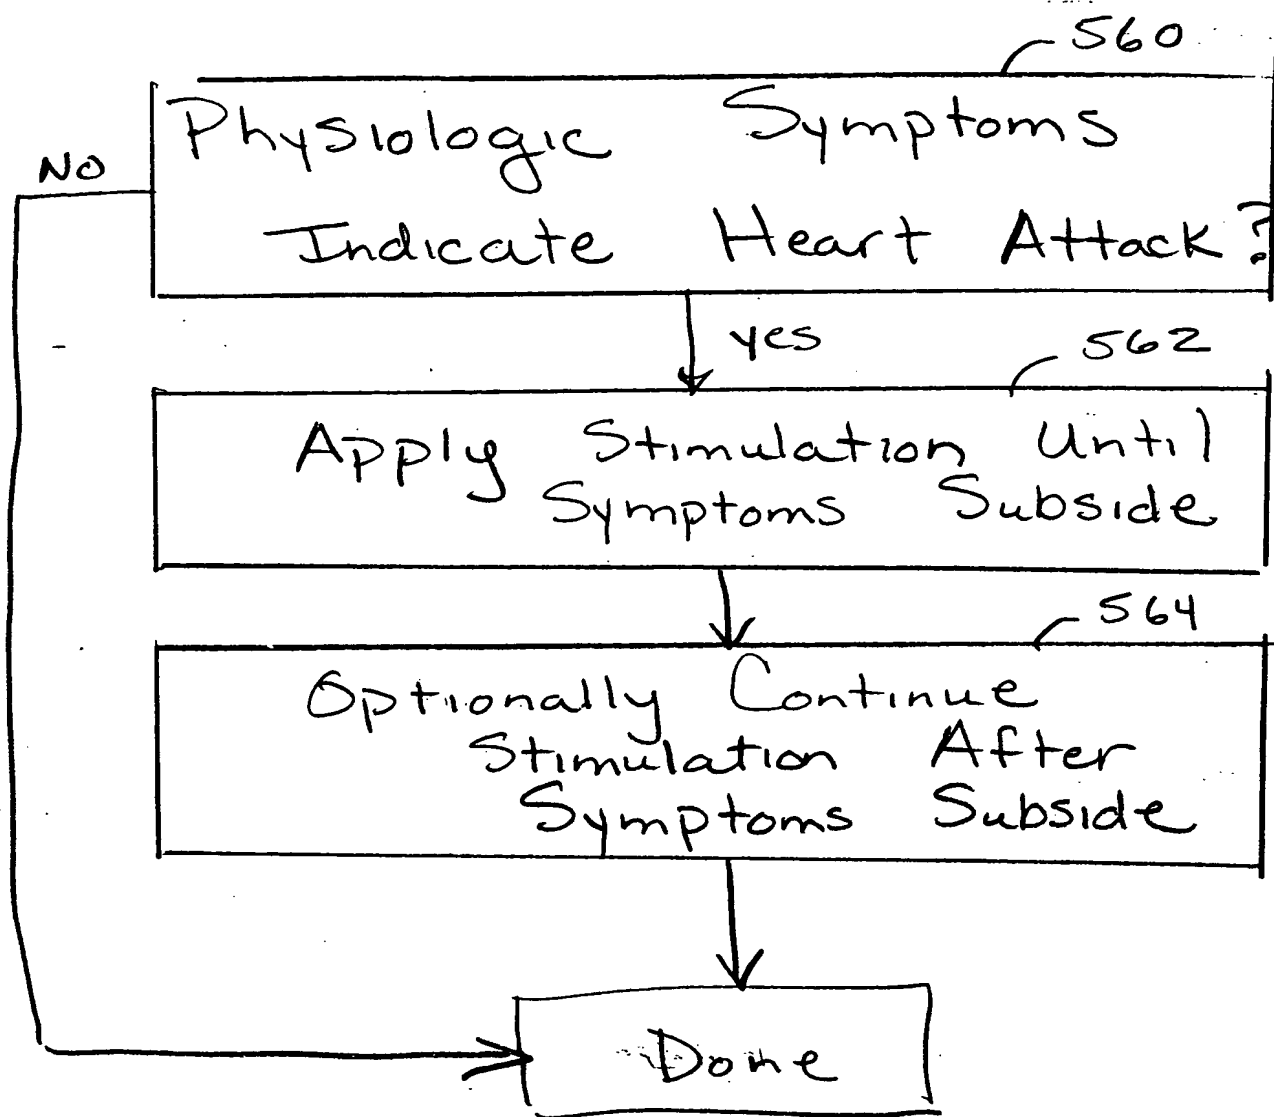 560
Physiologic Symptoms
Indicate Heart Attack?
NO
yes
562
Apply Stimulation Until
Symptoms Subside
564
Optionally Continue
Stimulation After
Symptoms Subside
Done